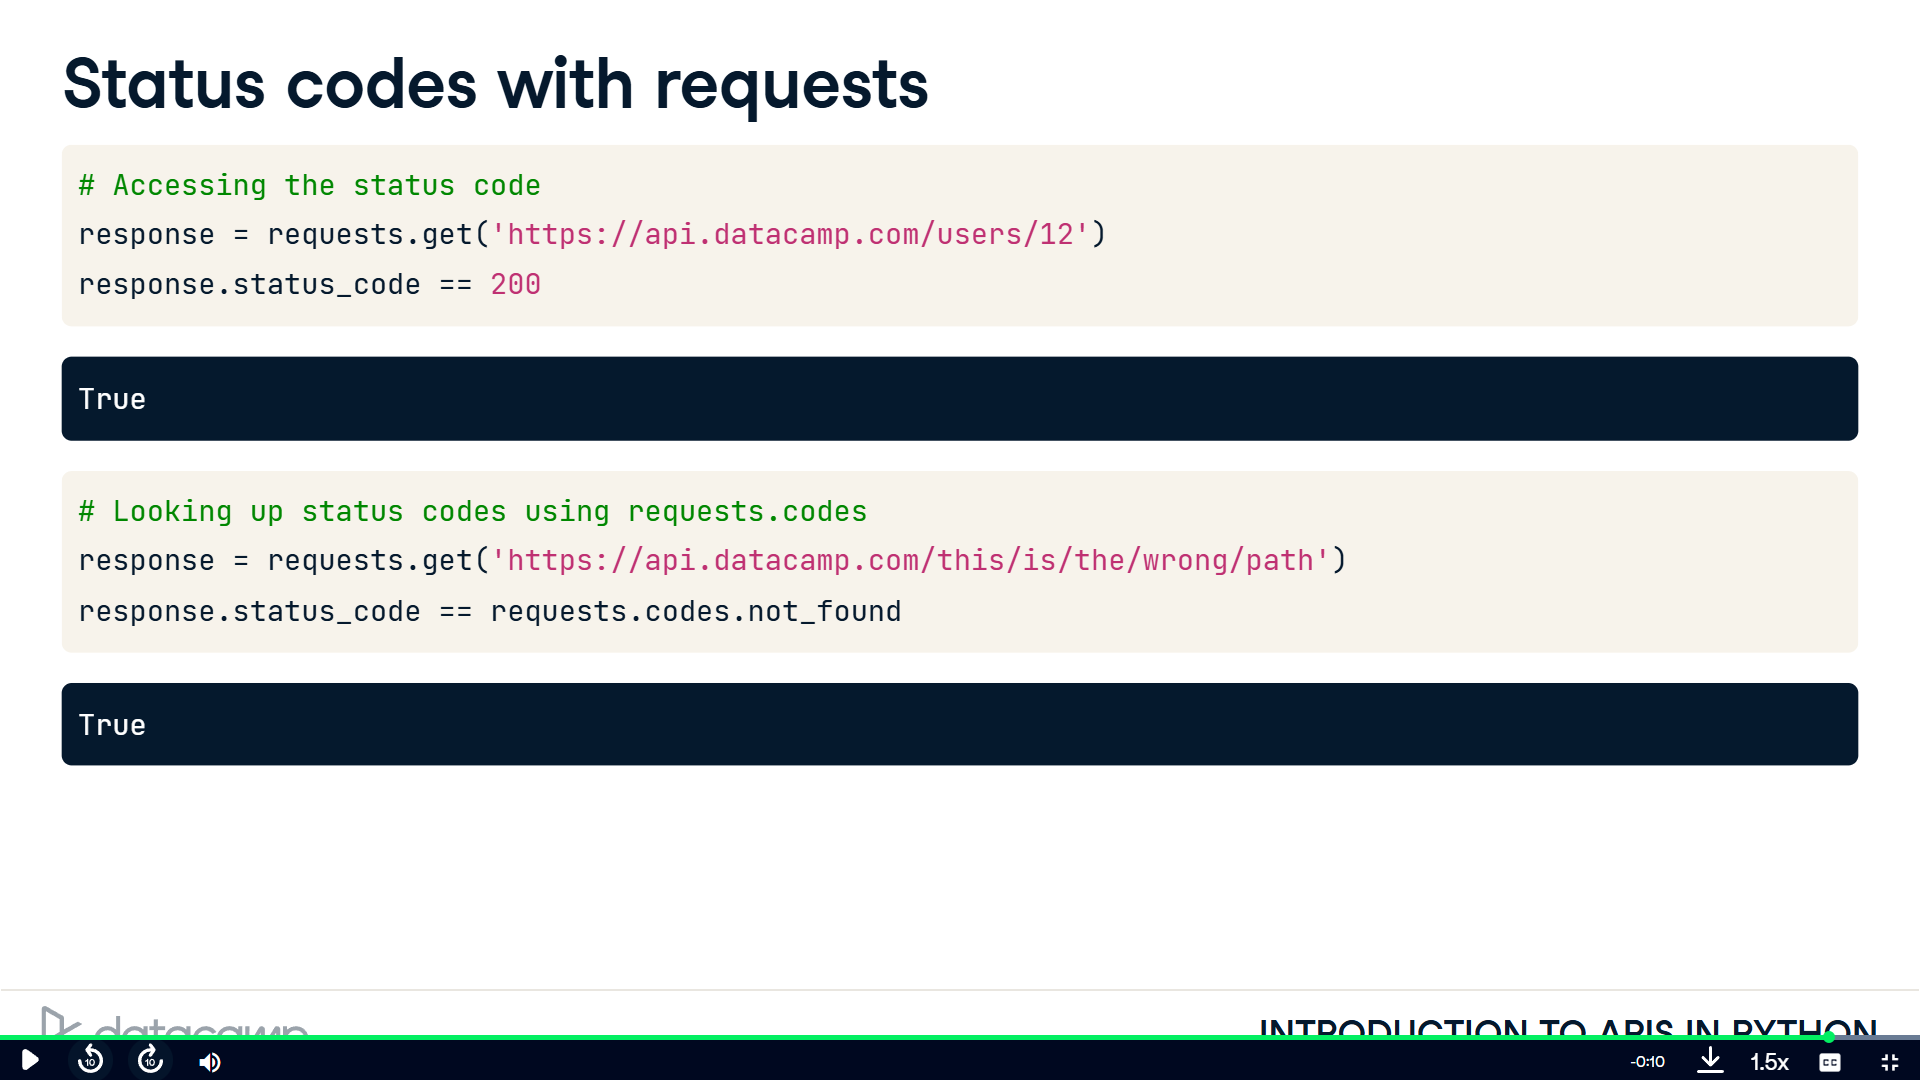 Status codes with requests
# Accessing the status code
response = requests.get('https://api.datacamp.com/users/12')
response.status_code == 200
True
# Looking up status codes using requests.codes
response = requests.get('https://api.datacamp.com/this/is/the/wrong/path')
response.status_code == requests.codes.not_found
True
datacamp
INTRODUCTION TO APIS IN PYTHON
10
10
-0:10
1.5x
CC